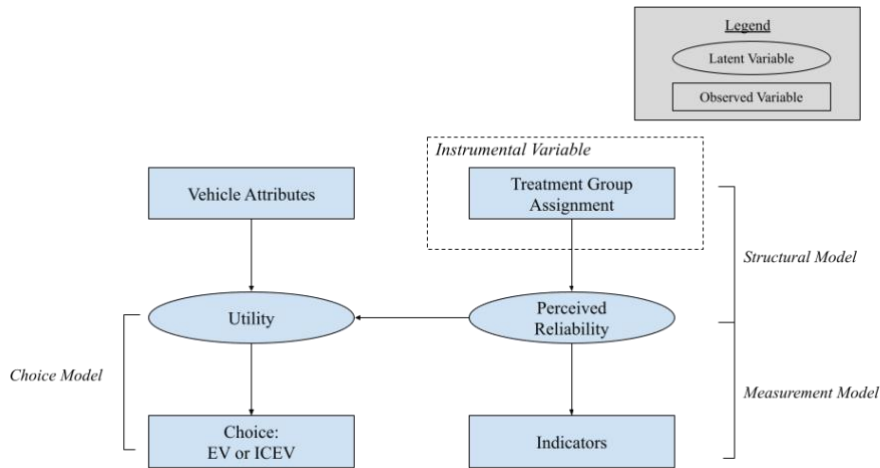 Legend
Latent Variable
Observed Variable
Instrumental Variable
Vehicle Attributes
Treatment Group
Assignment
Structural Model
Utility
Perceived
Reliability
Choice Model
Measurement Model
Choice:
EV or ICEV
Indicators